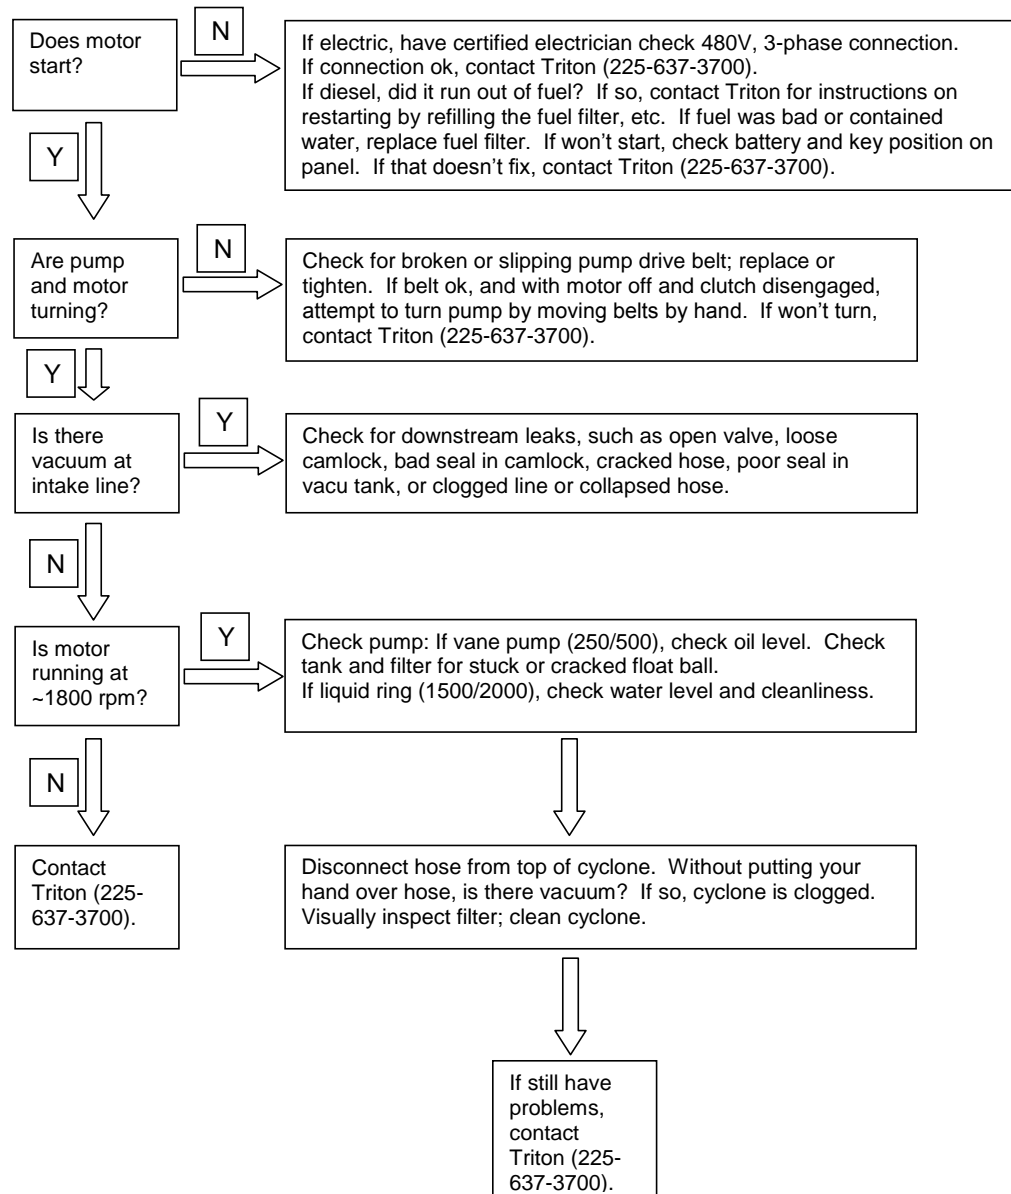 Does motor
start?
N
If electric, have certified electrician check 480V, 3-phase connection.
If connection ok, contact Triton (225-637-3700).
If diesel, did it run out of fuel?  If so, contact Triton for instructions on
restarting by refilling the fuel filter, etc.  If fuel was bad or contained
water, replace fuel filter.  If won't start, check battery and key position on
panel.  If that doesn't fix, contact Triton (225-637-3700).
Y
Are pump
and motor
turning?
N
Check for broken or slipping pump drive belt; replace or
tighten.  If belt ok, and with motor off and clutch disengaged,
attempt to turn pump by moving belts by hand.  If won't turn,
contact Triton (225-637-3700).
Y
Is there
vacuum at
intake line?
Y
Check for downstream leaks, such as open valve, loose
camlock, bad seal in camlock, cracked hose, poor seal in
vacu tank, or clogged line or collapsed hose.
N
Is motor
running at
~1800 rpm?
Y
Check pump: If vane pump (250/500), check oil level.  Check
tank and filter for stuck or cracked float ball.
If liquid ring (1500/2000), check water level and cleanliness.
N
Contact
Triton (225-
637-3700).
Disconnect hose from top of cyclone.  Without putting your
hand over hose, is there vacuum?  If so, cyclone is clogged.
Visually inspect filter; clean cyclone.
If still have
problems,
contact
Triton (225-
637-3700).